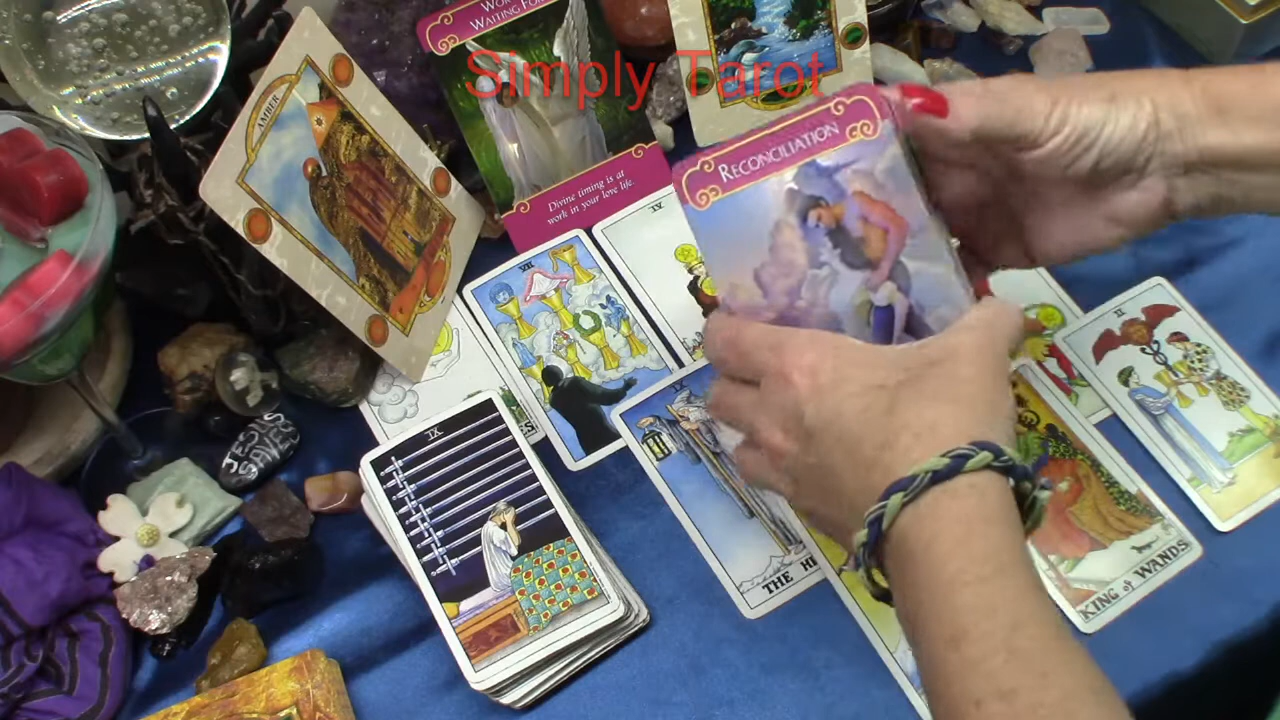 WAITING FOR
Simply Tarot
AMBER
RECONCILIATION
Divine timing is at
work in your love life.
IV
VII
II
IX
IX
JESUS
SAVES
THE
KING of WANDS